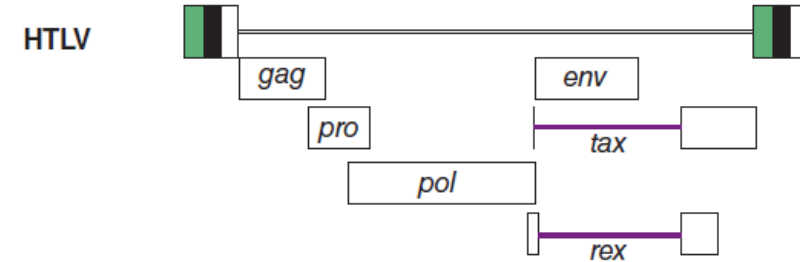 HTLV
gag
env
pro
tax
pol
rex